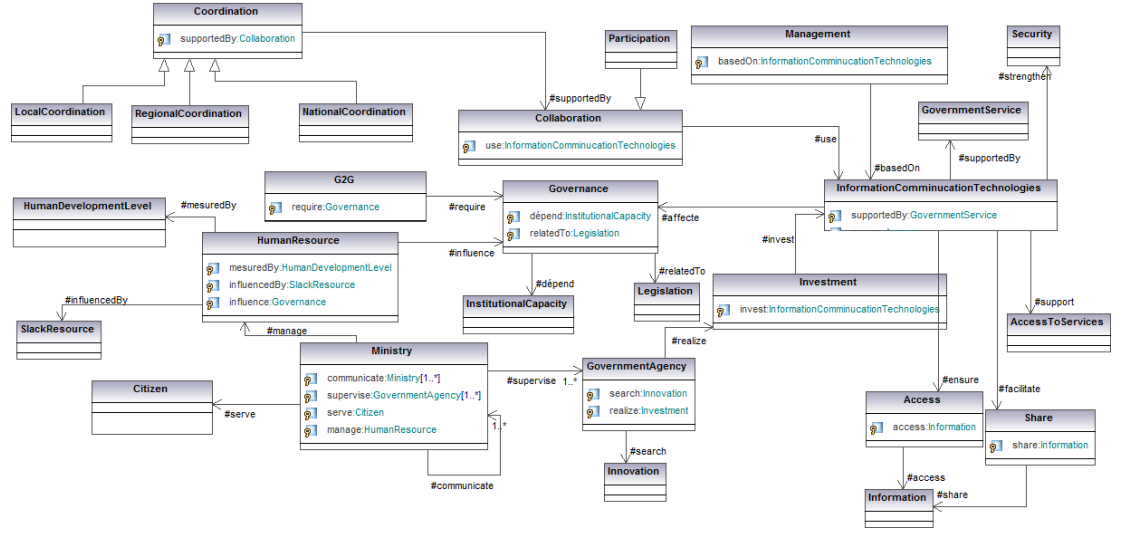 Coordination
supportedBy:Collaboration
LocalCoordination
RegionalCoordination
NationalCoordination
#supportedBy
Participation
Collaboration
use:InformationComminucationTechnologies
#use
Management
basedOn:InformationComminucationTechnologies
#basedOn
Security
#strengthen
GovernmentService
#supportedBy
InformationComminucationTechnologies
supportedBy:GovernmentService
G2G
require:Governance
#require
Governance
dépend:InstitutionalCapacity
relatedTo:Legislation
#affecte
HumanDevelopmentLevel
#mesuredBy
HumanResource
mesuredBy:HumanDevelopmentLevel
influencedBy:SlackResource
influence:Governance
#influence
#influencedBy
SlackResource
#manage
#dépend
InstitutionalCapacity
#relatedTo
Legislation
#invest
Investment
invest:InformationComminucationTechnologies
#realize
#support
AccessToServices
Ministry
communicate:Ministry[1..*]
supervise:GovernmentAgency[1..*]
serve:Citizen
manage:HumanResource
#supervise
1..*
Citizen
#serve
1..*
#communicate
GovernmentAgency
search:Innovation
realize:Investment
#search
Innovation
#ensure
Access
access:Information
#facilitate
Share
share:Information
#access
Information
#share